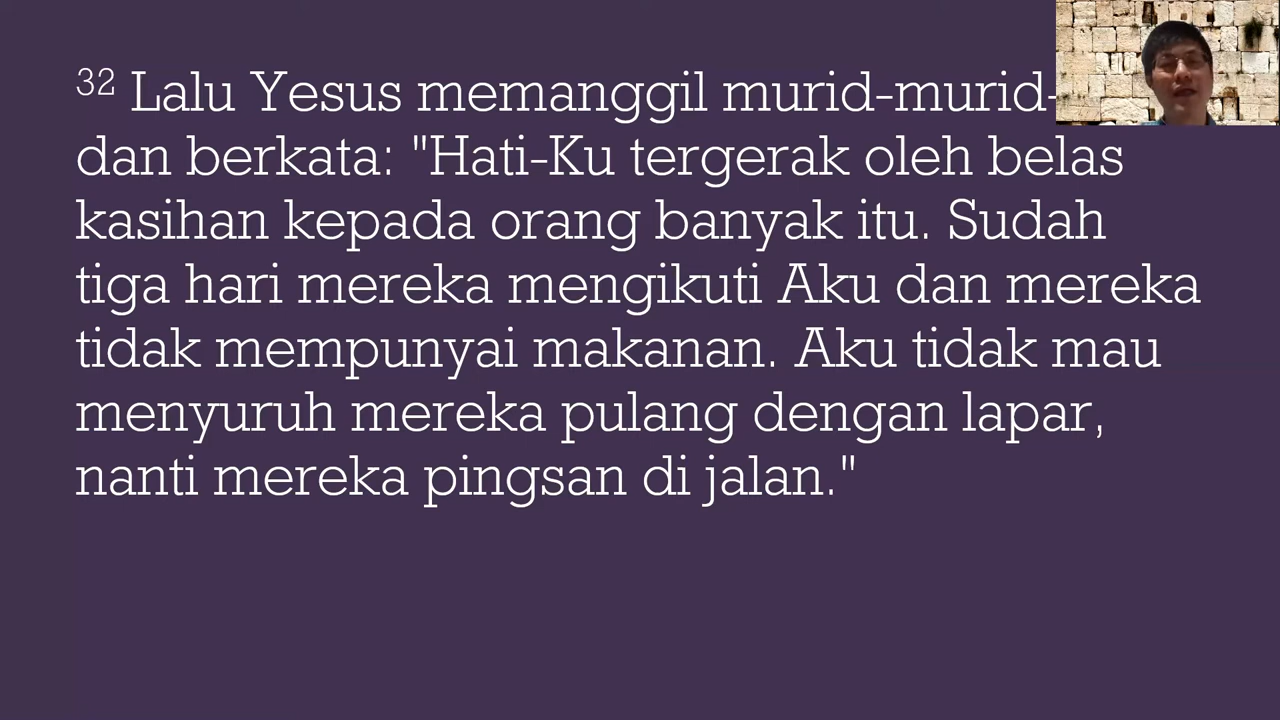 32 Lalu Yesus memanggil murid-murid-
dan berkata: "Hati-Ku tergerak oleh belas
kasihan kepada orang banyak itu. Sudah
tiga hari mereka mengikuti Aku dan mereka
tidak mempunyai makanan. Aku tidak mau
menyuruh mereka pulang dengan lapar,
nanti mereka pingsan di jalan."